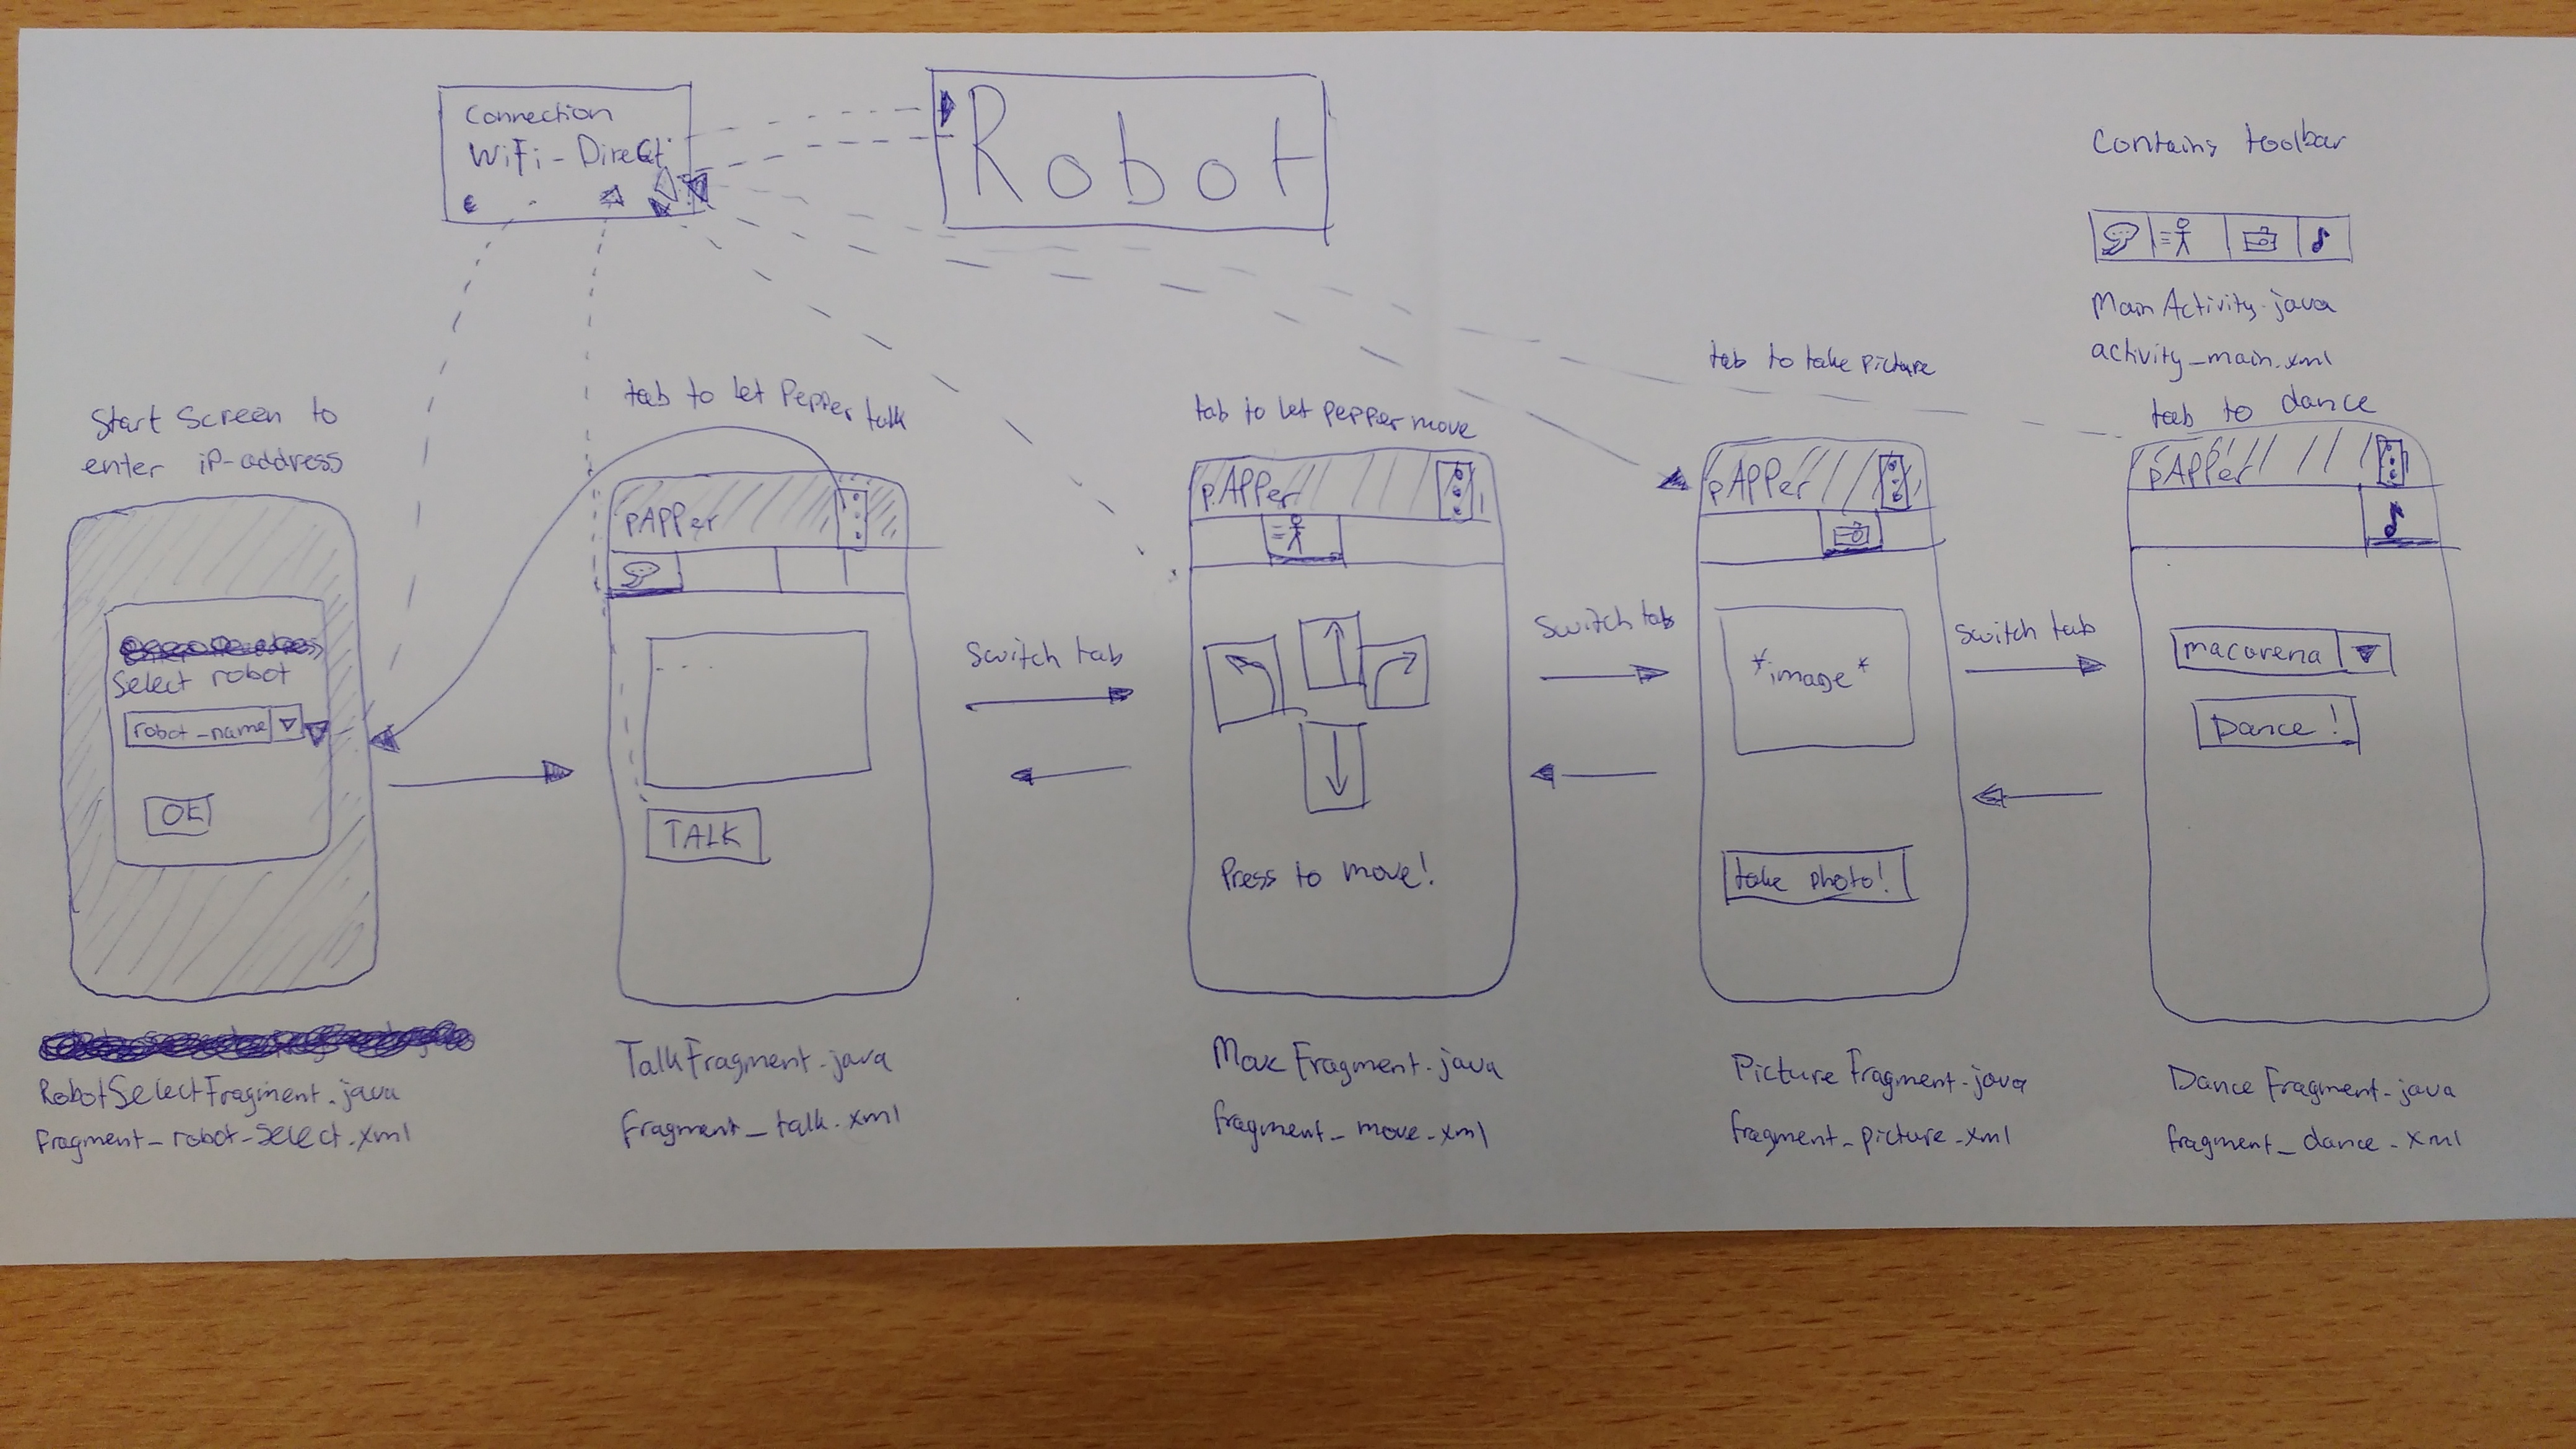 Connection
WiFi-Direct
Robot
Contains toolbar
MainActivity.java
activity_main.xml
Start Screen to
enter iP-address
Select robot
robot_name
OK
RobotSelectFragment.java
fragment_robot_select.xml
tab to let Pepper talk
pAPPer
TALK
TalkFragment.java
fragment_talk.xml
Switch tab
tab to let pepper move
pAPPer
Press to move!
MoveFragment.java
fragment_move.xml
Switch tab
tab to take picture
pAPPer
*image*
take photo!
PictureFragment.java
fragment_picture.xml
Switch tab
tab to dance
pAPPer
macarena
Dance!
DanceFragment.java
fragment_dance.xml